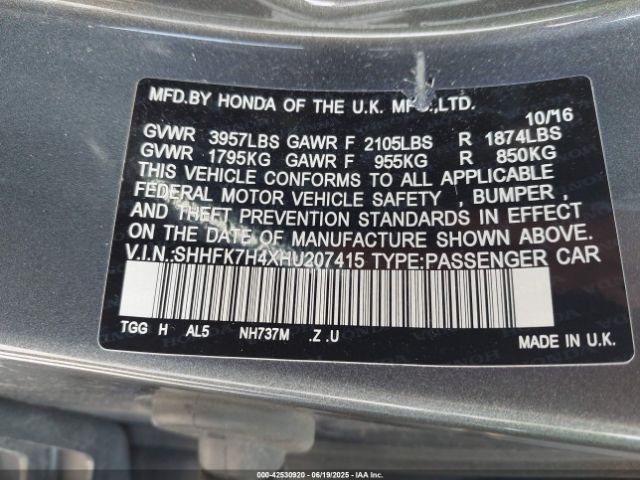 MFD.BY HONDA OF THE U.K. MFG.,LTD.
10/16
GVWR 3957LBS GAWR F 2105LBS R 1874LBS
GVWR 1795KG GAWR F 955KG R 850KG
THIS VEHICLE CONFORMS TO ALL APPLICABLE
FEDERAL MOTOR VEHICLE SAFETY , BUMPER ,
AND THEFT PREVENTION STANDARDS IN EFFECT
ON THE DATE OF MANUFACTURE SHOWN ABOVE.
V.I.N.:SHHFK7H4XHU207415 TYPE:PASSENGER CAR
TGG H AL5 NH737M .Z .U
MADE IN U.K.
00-42530920 | 06/19/2025 - IAA Inc.